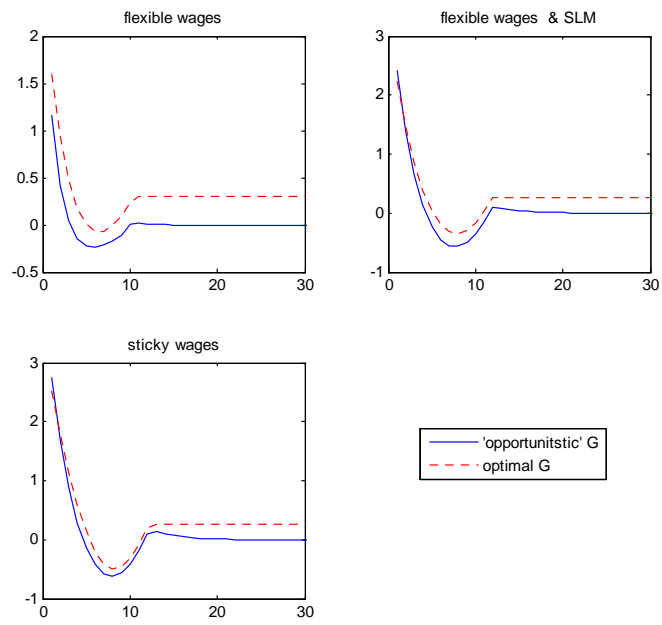 flexible wages
2
1.5
1
0.5
0
-0.5
0 10 20 30
flexible wages & SLM
3
2
1
0
-1
0 10 20 30
sticky wages
3
2
1
0
-1
0 10 20 30
'opportunitstic' G
optimal G